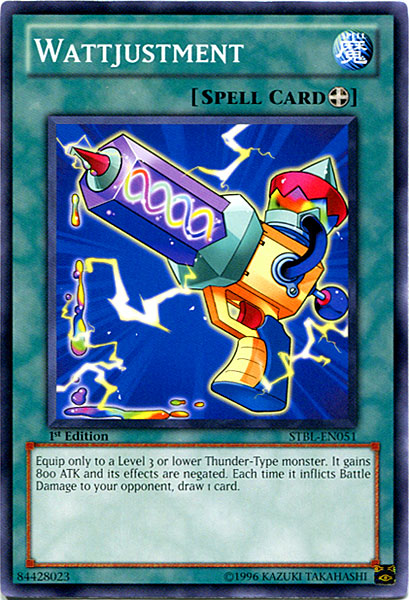 WATTJUSTMENT
魔
[SPELL CARD]
1st Edition
STBL-EN051
Equip only to a Level 3 or lower Thunder-Type monster. It gains
800 ATK and its effects are negated. Each time it inflicts Battle
Damage to your opponent, draw 1 card.
84428023
©1996 KAZUKI TAKAHASHI